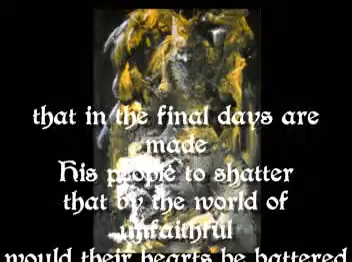 that in the final days are
made
His people to shatter
that by the world of
unfaithful
would their hearts be battered